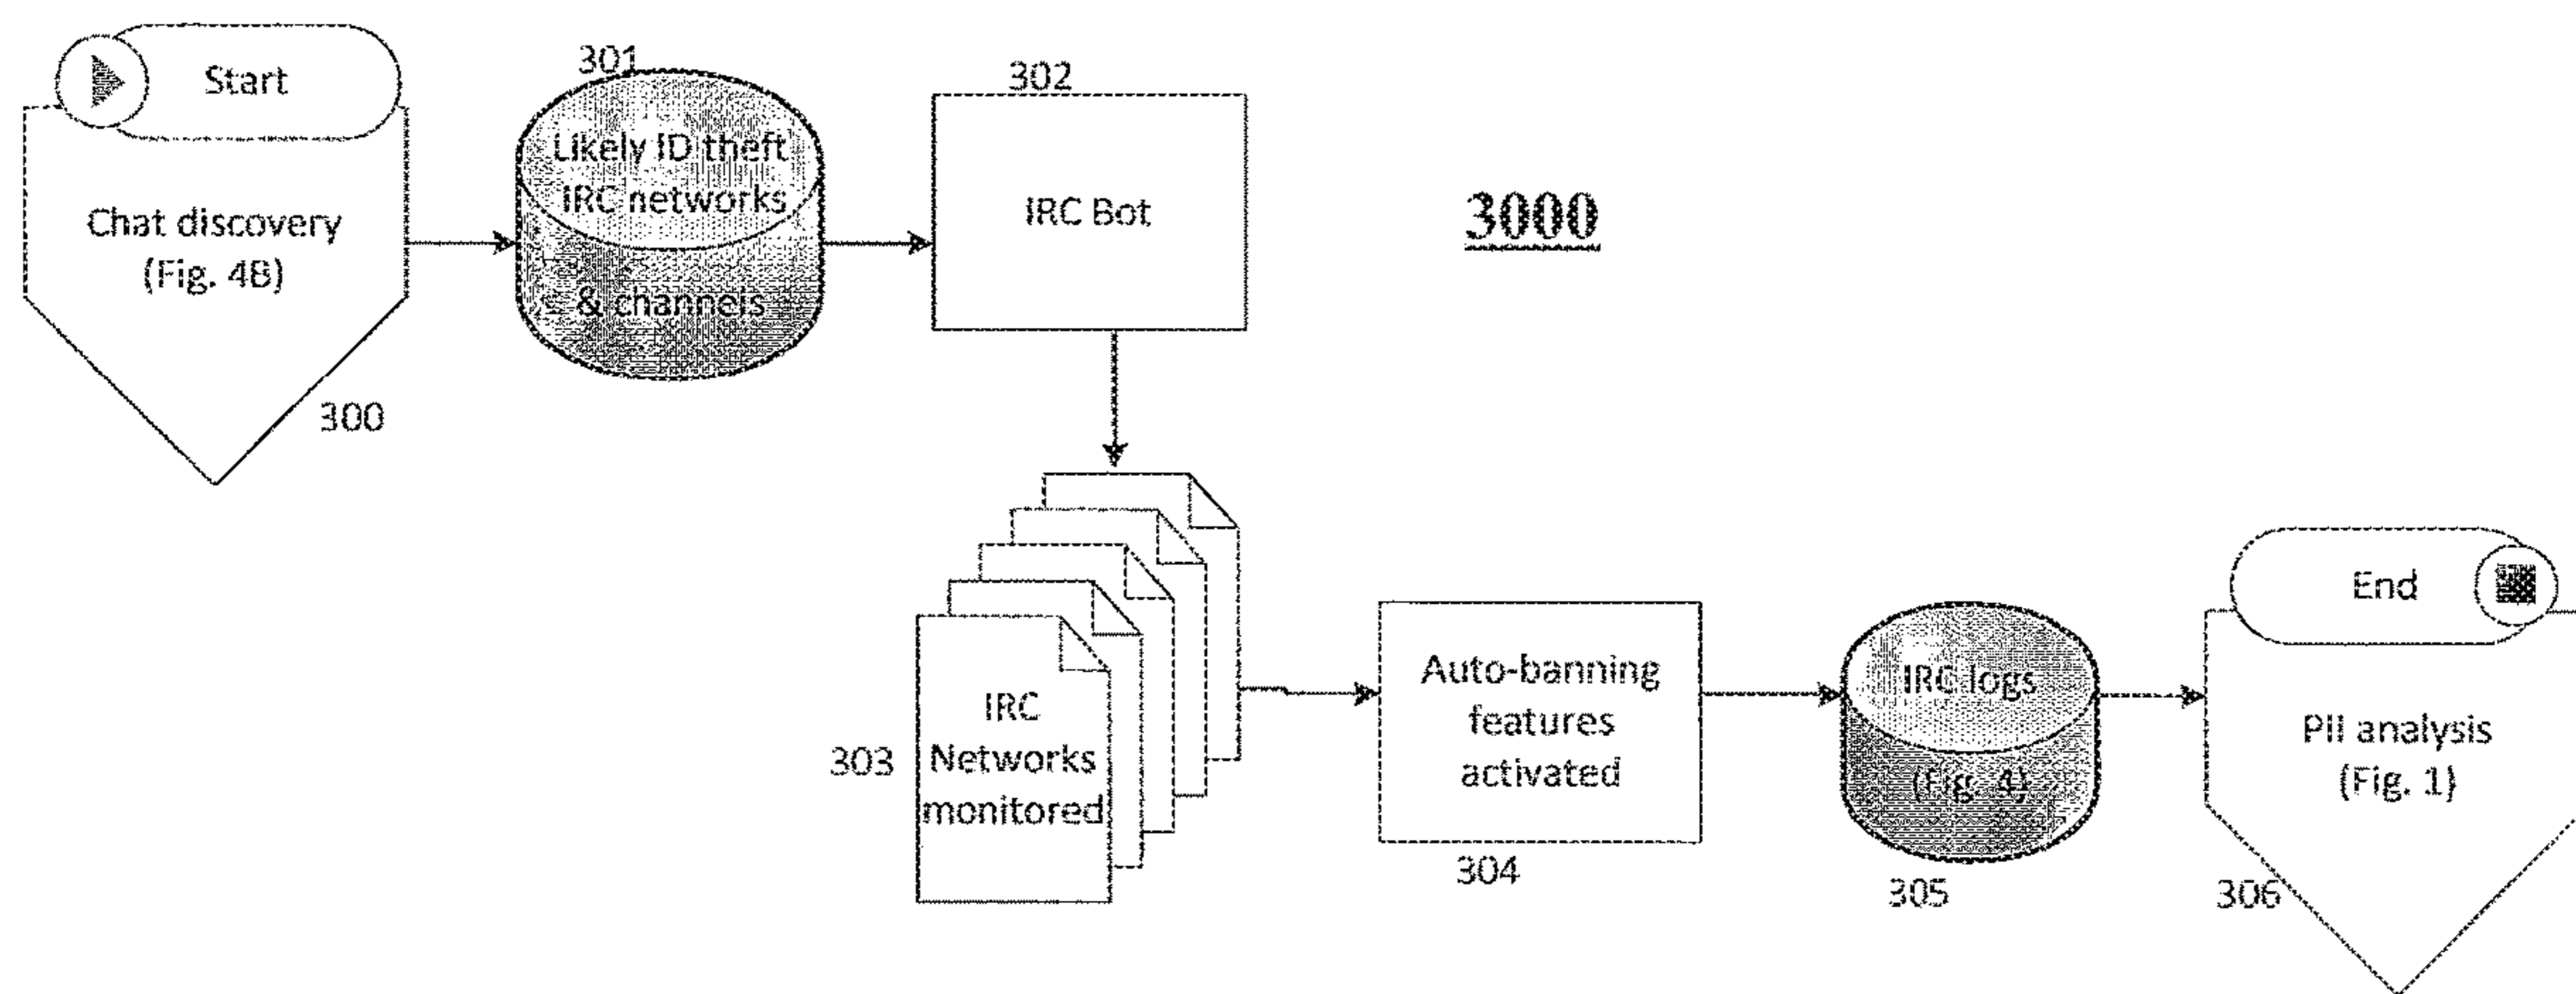 Start
Chat discovery
(Fig. 4B)
300
301
Likely ID theft
IRC networks
& channels
302
IRC Bot
3000
303
IRC
Networks
monitored
Auto-banning
features
activated
304
IRC logs
(Fig. 4)
305
End
PII analysis
(Fig. 1)
306